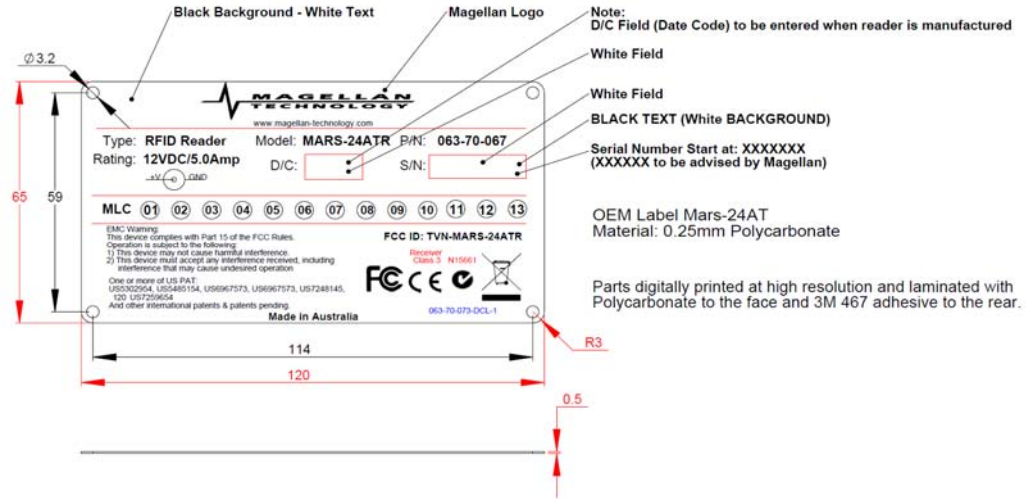 Black Background - White Text
Magellan Logo
Note:
D/C Field (Date Code) to be entered when reader is manufactured
White Field
White Field
BLACK TEXT (White BACKGROUND)
Serial Number Start at: XXXXXXX
(XXXXXX to be advised by Magellan)
Ø3.2
MAGELLAN
TECHNOLOGY
www.magellan-technology.com
Type: RFID Reader Model: MARS-24ATR P/N: 063-70-067
Rating: 12VDC/5.0Amp D/C: S/N:
+V GND
65
59
MLC 01 02 03 04 05 06 07 08 09 10 11 12 13
EMC Warning:
This device complies with Part 15 of the FCC Rules.
Operation is subject to the following:
1) This device may not cause harmful interference.
2) This device must accept any interference received, including
interference that may cause undesired operation
FCC ID: TVN-MARS-24ATR
Receiver
Class 3 N15661
FC CE
One or more of US PAT:
US5302954, US5485154, US6967573, US6967573, US7248145,
120 US7259654
And other international patents & patents pending.
Made in Australia
063-70-073-DCL-1
OEM Label Mars-24AT
Material: 0.25mm Polycarbonate
Parts digitally printed at high resolution and laminated with
Polycarbonate to the face and 3M 467 adhesive to the rear.
R3
114
120
0.5